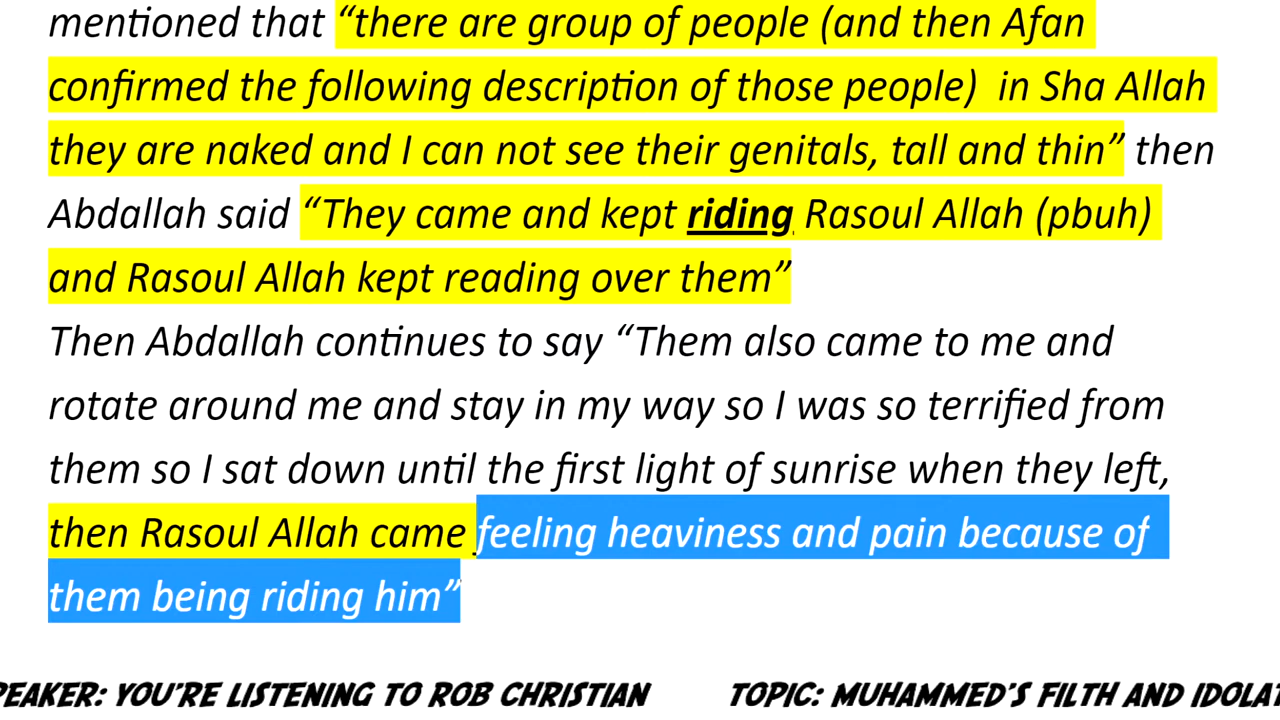 mentioned that “there are group of people (and then Afan
confirmed the following description of those people)  in Sha Allah
they are naked and I can not see their genitals, tall and thin” then
Abdallah said “They came and kept riding Rasoul Allah (pbuh)
and Rasoul Allah kept reading over them”
Then Abdallah continues to say “Them also came to me and
rotate around me and stay in my way so I was so terrified from
them so I sat down until the first light of sunrise when they left,
then Rasoul Allah came feeling heaviness and pain because of
them being riding him”
PEAKER: YOU'RE LISTENING TO ROB CHRISTIAN TOPIC: MUHAMMED'S FILTH AND IDOLAT